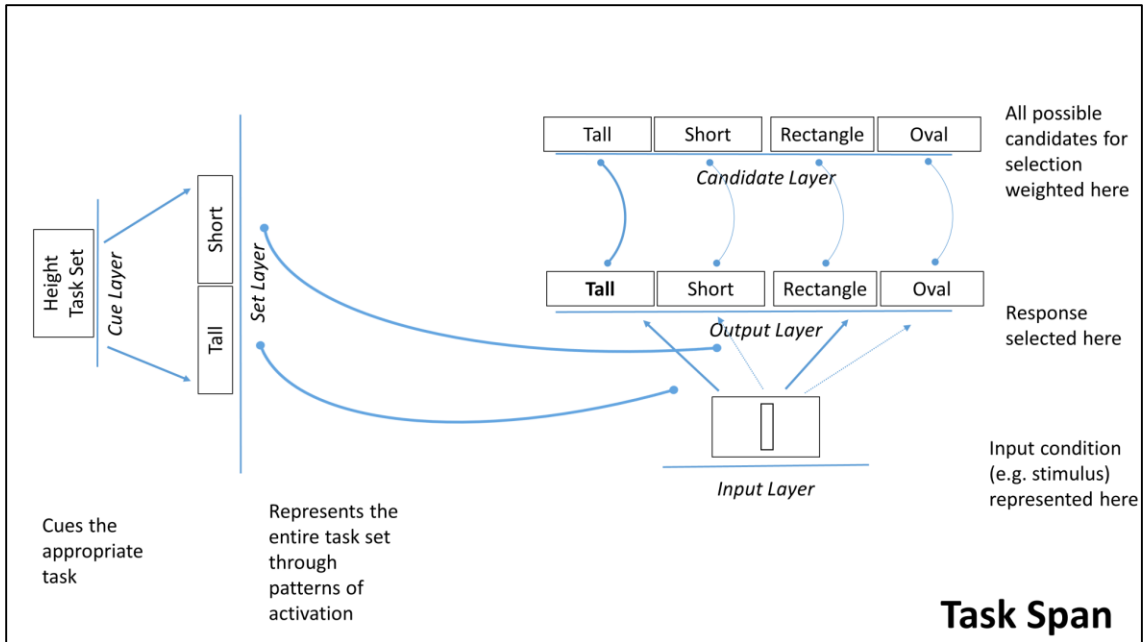 Tall Short Rectangle Oval
Candidate Layer
All possible
candidates for
selection
weighted here
Height
Task Set
Cue Layer
Short
Tall
Set Layer
Tall Short Rectangle Oval
Output Layer
Response
selected here
Input Layer
Input condition
(e.g. stimulus)
represented here
Cues the
appropriate
task
Represents the
entire task set
through
patterns of
activation
Task Span